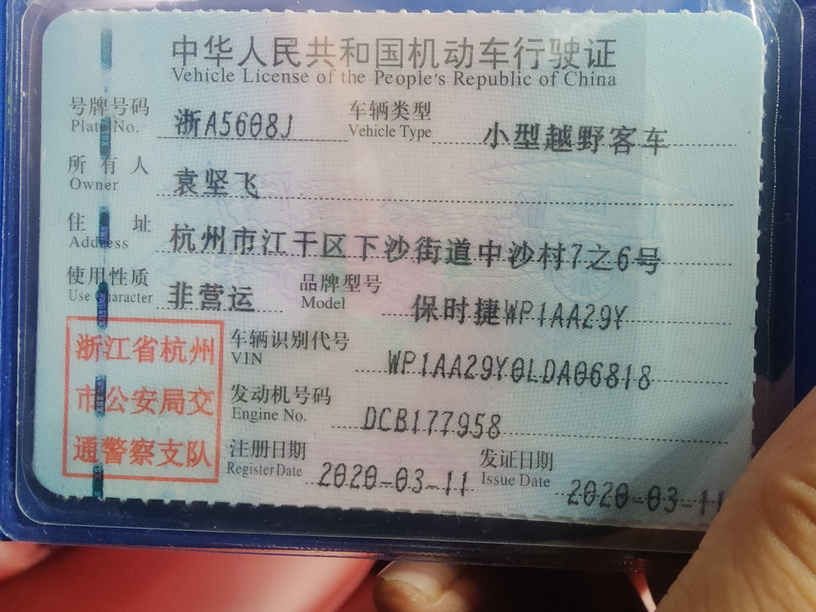 中华人民共和国机动车行驶证
Vehicle License of the People's Republic of China
号牌号码 浙A5608J 车辆类型 小型越野客车
Plate No. Vehicle Type
所有人 袁坚飞
Owner
住址 杭州市江干区下沙街道中沙村7之6号
Address
使用性质 非营运 品牌型号 保时捷WP1AA29Y
Use Character Model
浙江省杭州
市公安局交
通警察支队
车辆识别代号 WP1AA29Y0LDA06818
VIN
发动机号码 DCB177958
Engine No.
注册日期 2020-03-11 发证日期 2020-03-11
Register Date Issue Date